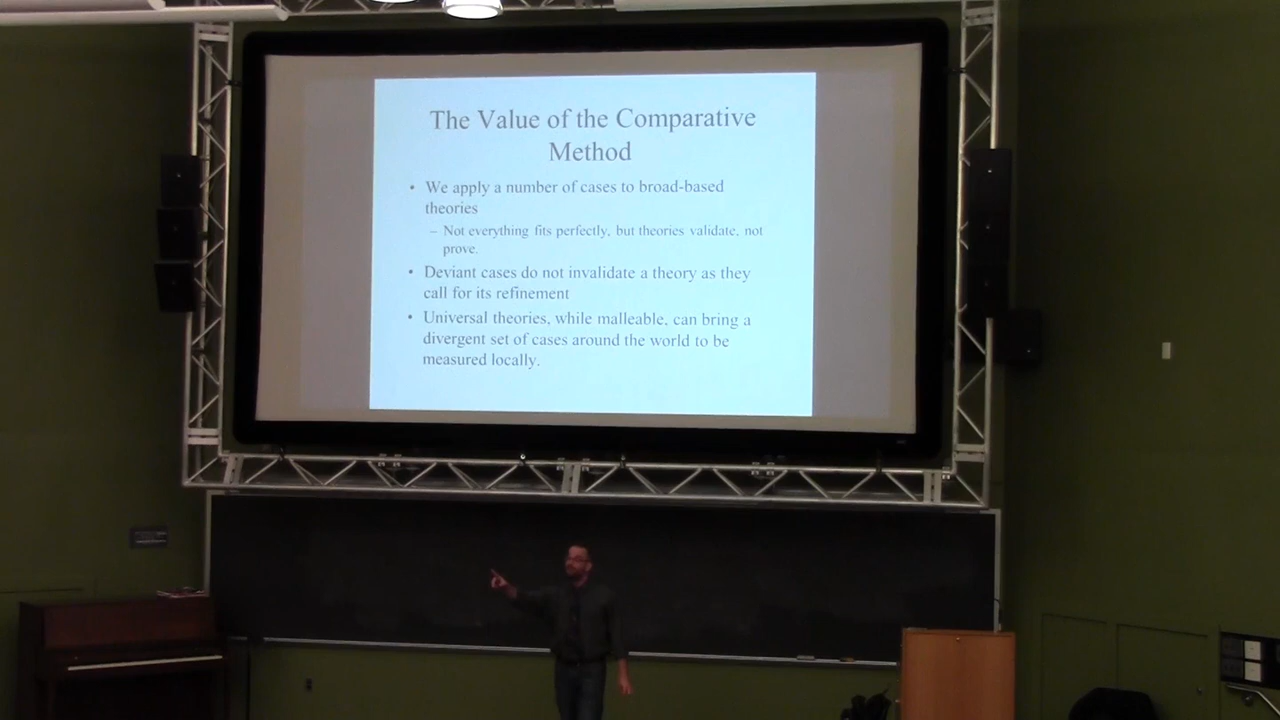 The Value of the Comparative
Method
• We apply a number of cases to broad-based
theories
– Not everything fits perfectly, but theories validate, not
prove.
• Deviant cases do not invalidate a theory as they
call for its refinement
• Universal theories, while malleable, can bring a
divergent set of cases around the world to be
measured locally.